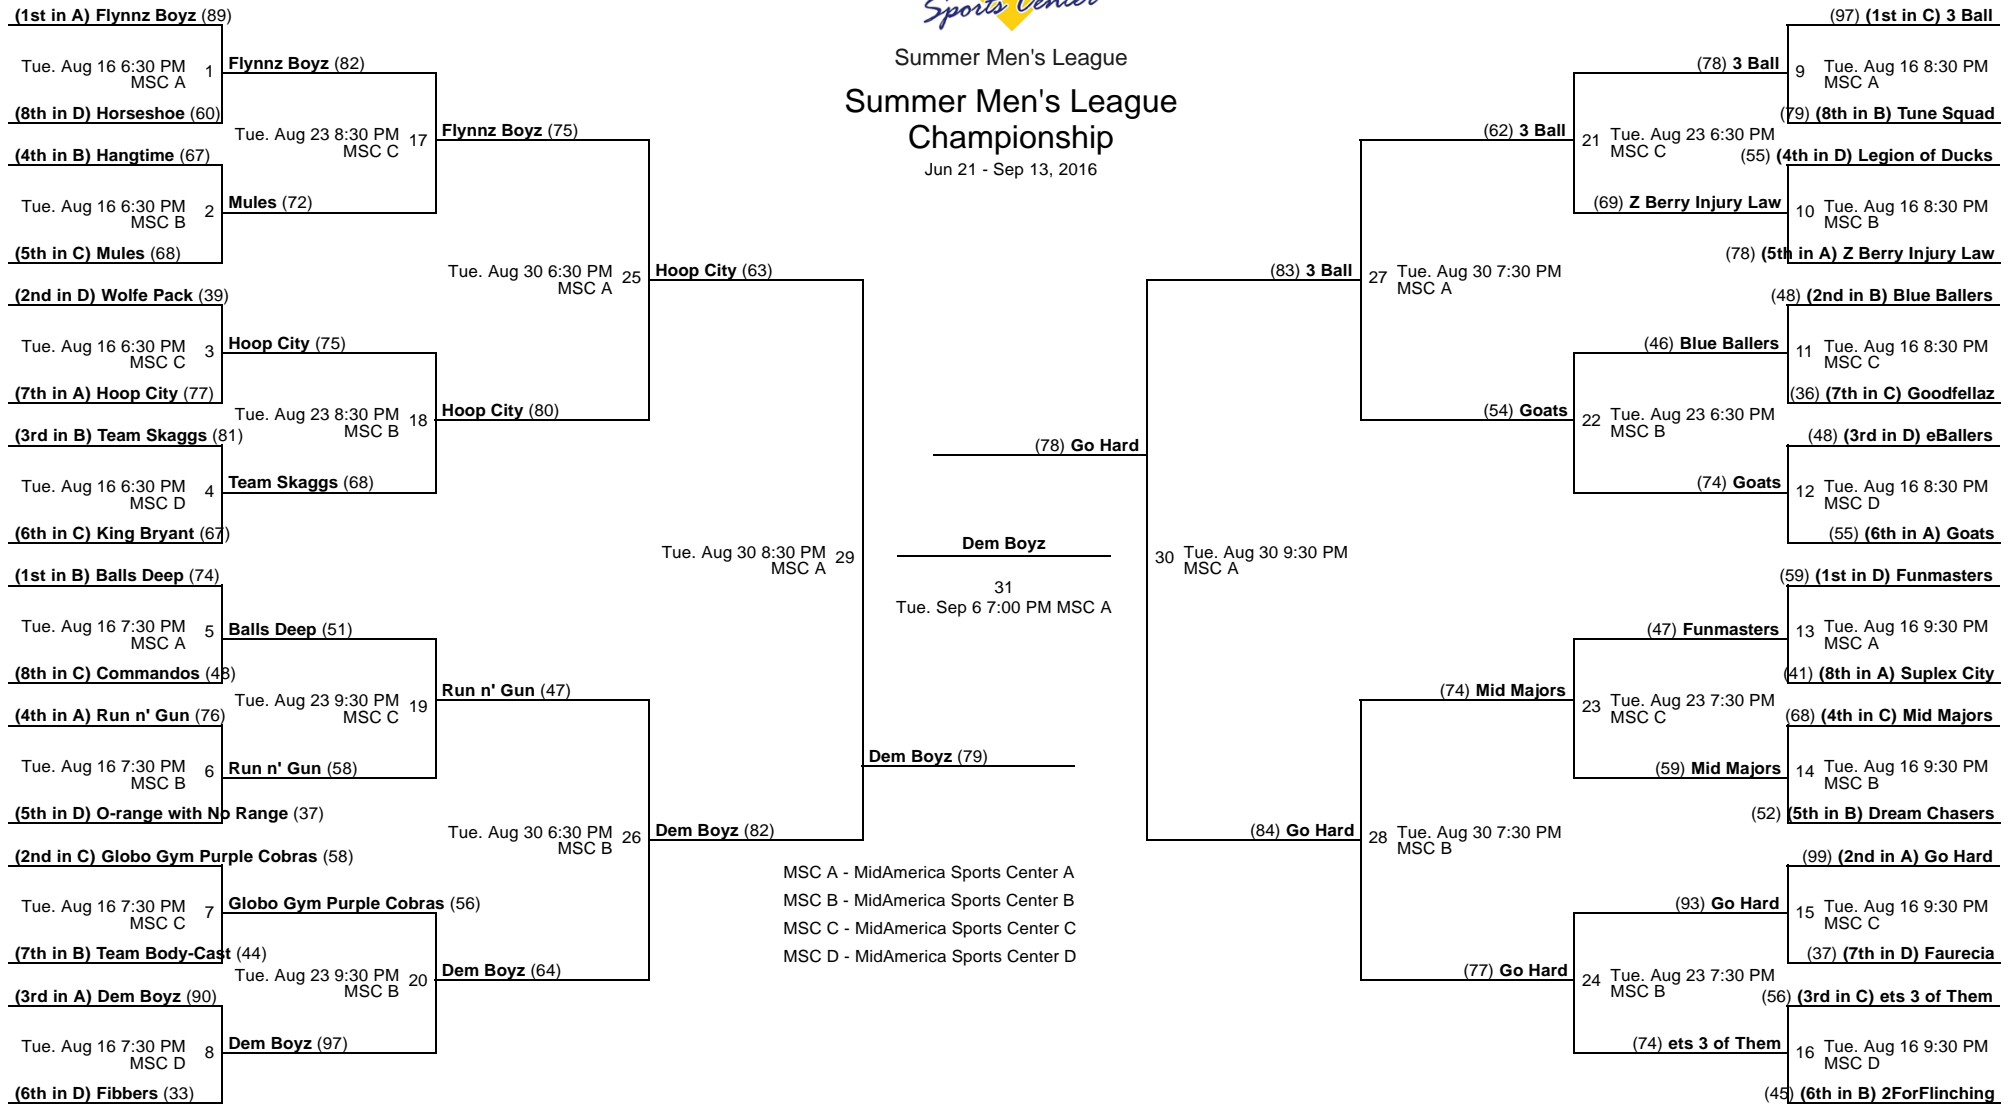 Sports Center
Summer Men's League
Summer Men's League
Championship
Jun 21 - Sep 13, 2016
(1st in A) Flynnz Boyz (89)
Tue. Aug 16 6:30 PM 1
MSC A
(8th in D) Horseshoe (60)
(4th in B) Hangtime (67)
Tue. Aug 16 6:30 PM 2
MSC B
(5th in C) Mules (68)
(2nd in D) Wolfe Pack (39)
Tue. Aug 16 6:30 PM 3
MSC C
(7th in A) Hoop City (77)
(3rd in B) Team Skaggs (81)
Tue. Aug 16 6:30 PM 4
MSC D
(6th in C) King Bryant (67)
(1st in B) Balls Deep (74)
Tue. Aug 16 7:30 PM 5
MSC A
(8th in C) Commandos (48)
(4th in A) Run n' Gun (76)
Tue. Aug 16 7:30 PM 6
MSC B
(5th in D) O-range with No Range (37)
(2nd in C) Globo Gym Purple Cobras (58)
Tue. Aug 16 7:30 PM 7
MSC C
(7th in B) Team Body-Cast (44)
(3rd in A) Dem Boyz (90)
Tue. Aug 16 7:30 PM 8
MSC D
(6th in D) Fibbers (33)
Flynnz Boyz (82)
Tue. Aug 23 8:30 PM 17
MSC C
Mules (72)
Hoop City (75)
Tue. Aug 23 8:30 PM 18
MSC B
Team Skaggs (68)
Balls Deep (51)
Tue. Aug 23 9:30 PM 19
MSC C
Run n' Gun (58)
Globo Gym Purple Cobras (56)
Tue. Aug 23 9:30 PM 20
MSC B
Dem Boyz (97)
Flynnz Boyz (75)
Tue. Aug 30 6:30 PM 25
MSC A
Hoop City (80)
Run n' Gun (47)
Tue. Aug 30 6:30 PM 26
MSC B
Dem Boyz (64)
Hoop City (63)
Tue. Aug 30 8:30 PM 29
MSC A
Dem Boyz (82)
(78) Go Hard
Dem Boyz
31
Tue. Sep 6 7:00 PM MSC A
Dem Boyz (79)
MSC A - MidAmerica Sports Center A
MSC B - MidAmerica Sports Center B
MSC C - MidAmerica Sports Center C
MSC D - MidAmerica Sports Center D
(83) 3 Ball
30 Tue. Aug 30 9:30 PM
MSC A
(84) Go Hard
(62) 3 Ball
27 Tue. Aug 30 7:30 PM
MSC A
(54) Goats
(74) Mid Majors
28 Tue. Aug 30 7:30 PM
MSC B
(77) Go Hard
(78) 3 Ball
21 Tue. Aug 23 6:30 PM
MSC C
(69) Z Berry Injury Law
(46) Blue Ballers
22 Tue. Aug 23 6:30 PM
MSC B
(74) Goats
(47) Funmasters
23 Tue. Aug 23 7:30 PM
MSC C
(59) Mid Majors
(93) Go Hard
24 Tue. Aug 23 7:30 PM
MSC B
(74) ets 3 of Them
(97) (1st in C) 3 Ball
9 Tue. Aug 16 8:30 PM
MSC A
(79) (8th in B) Tune Squad
(55) (4th in D) Legion of Ducks
10 Tue. Aug 16 8:30 PM
MSC B
(78) (5th in A) Z Berry Injury Law
(48) (2nd in B) Blue Ballers
11 Tue. Aug 16 8:30 PM
MSC C
(36) (7th in C) Goodfellaz
(48) (3rd in D) eBallers
12 Tue. Aug 16 8:30 PM
MSC D
(55) (6th in A) Goats
(59) (1st in D) Funmasters
13 Tue. Aug 16 9:30 PM
MSC A
(41) (8th in A) Suplex City
(68) (4th in C) Mid Majors
14 Tue. Aug 16 9:30 PM
MSC B
(52) (5th in B) Dream Chasers
(99) (2nd in A) Go Hard
15 Tue. Aug 16 9:30 PM
MSC C
(37) (7th in D) Faurecia
(56) (3rd in C) ets 3 of Them
16 Tue. Aug 16 9:30 PM
MSC D
(45) (6th in B) 2ForFlinching